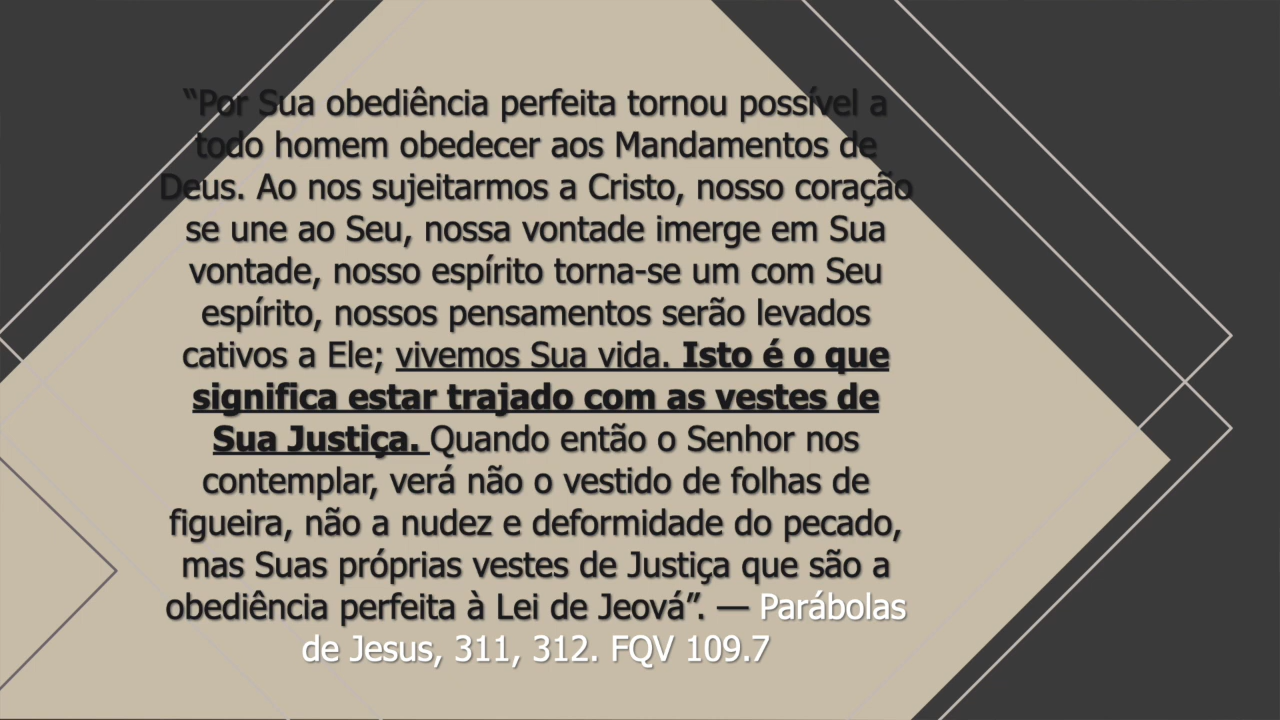 “Por Sua obediência perfeita tornou possível a
todo homem obedecer aos Mandamentos de
Deus. Ao nos sujeitarmos a Cristo, nosso coração
se une ao Seu, nossa vontade imerge em Sua
vontade, nosso espírito torna-se um com Seu
espírito, nossos pensamentos serão levados
cativos a Ele; vivemos Sua vida. Isto é o que
significa estar trajado com as vestes de
Sua Justiça. Quando então o Senhor nos
contemplar, verá não o vestido de folhas de
figueira, não a nudez e deformidade do pecado,
mas Suas próprias vestes de Justiça que são a
obediência perfeita à Lei de Jeová”. — Parábolas
de Jesus, 311, 312. FQV 109.7